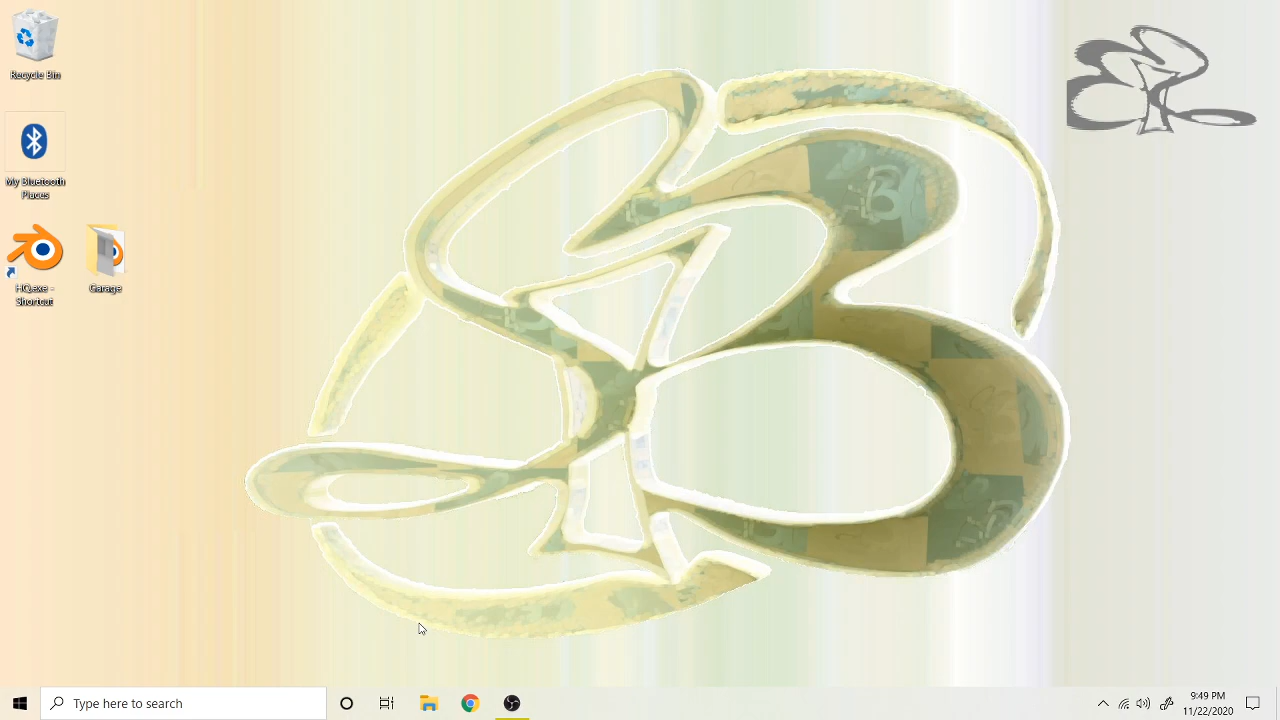 Recycle Bin
My Bluetooth
Places
HQ.exe -
Shortcut
Garage
Type here to search
9:49 PM
11/22/2020